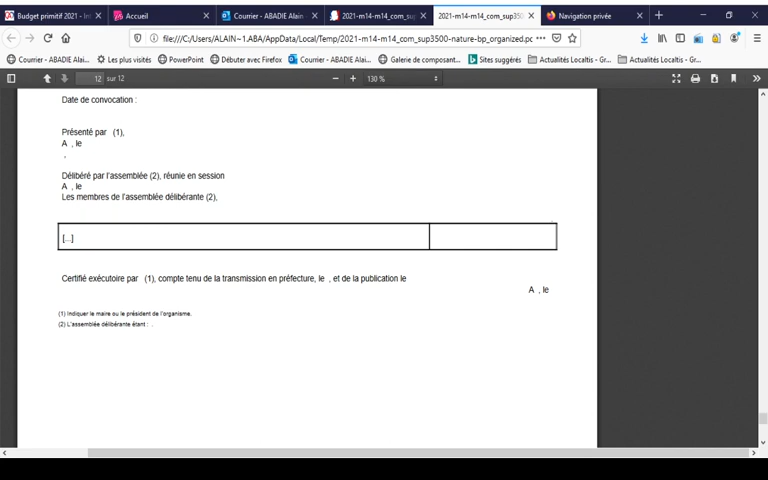 Budget primitif 2021 - Int
Accueil
Courrier - ABADIE Alain
2021-m14-m14_com_sup
2021-m14-m14_com_sup3500
Navigation privée
file:///C:/Users/ALAIN~1.ABA/AppData/Local/Temp/2021-m14-m14_com_sup3500-nature-bp_organized.pc
Courrier - ABADIE Alai...
Les plus visités
PowerPoint
Débuter avec Firefox
Courrier - ABADIE Alai...
Galerie de composant...
Sites suggérés
Actualités Localtis - Gr...
Actualités Localtis - Gr...
12 sur 12
130 %
Date de convocation :
Présenté par (1),
A , le
,
Délibéré par l'assemblée (2), réunie en session
A , le
Les membres de l'assemblée délibérante (2),
[...]
Certifié exécutoire par (1), compte tenu de la transmission en préfecture, le , et de la publication le
A , le
(1) Indiquer le maire ou le président de l'organisme.
(2) L'assemblée délibérante étant : .